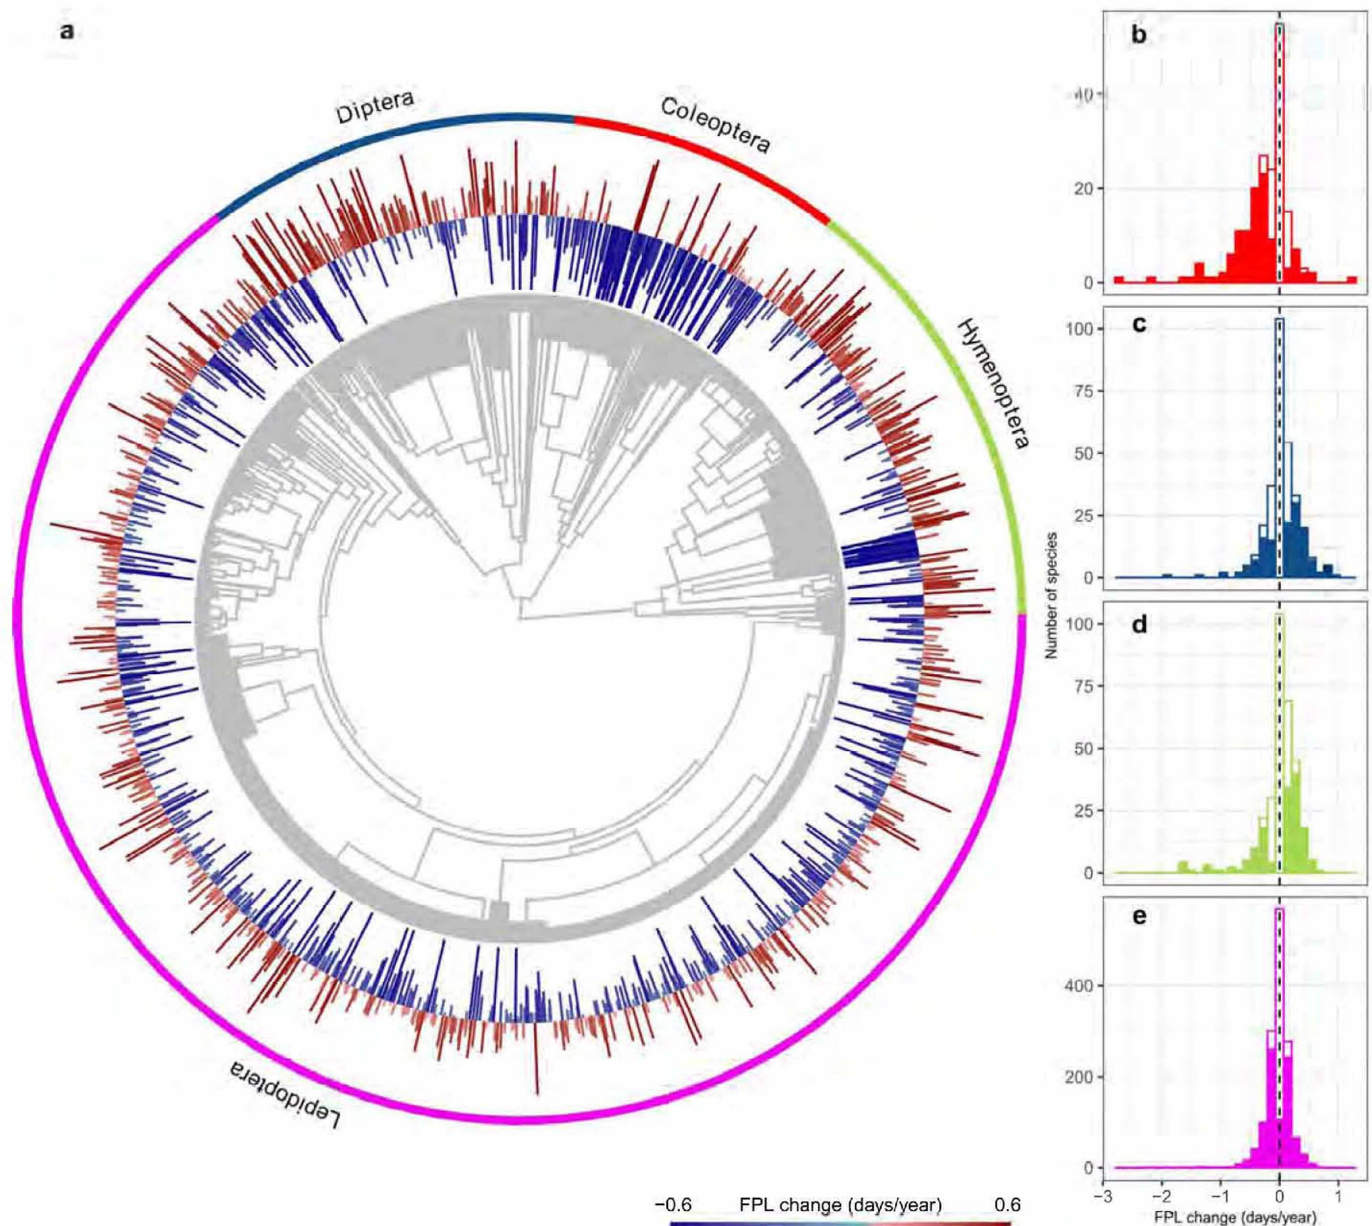 a
Diptera
Coleoptera
Hymenoptera
Lepidoptera
−0.6 FPL change (days/year) 0.6
b
40
20
0
c
100
75
50
25
0
d
100
75
50
25
0
e
400
200
0
Number of species
−3 −2 −1 0 1
FPL change (days/year)